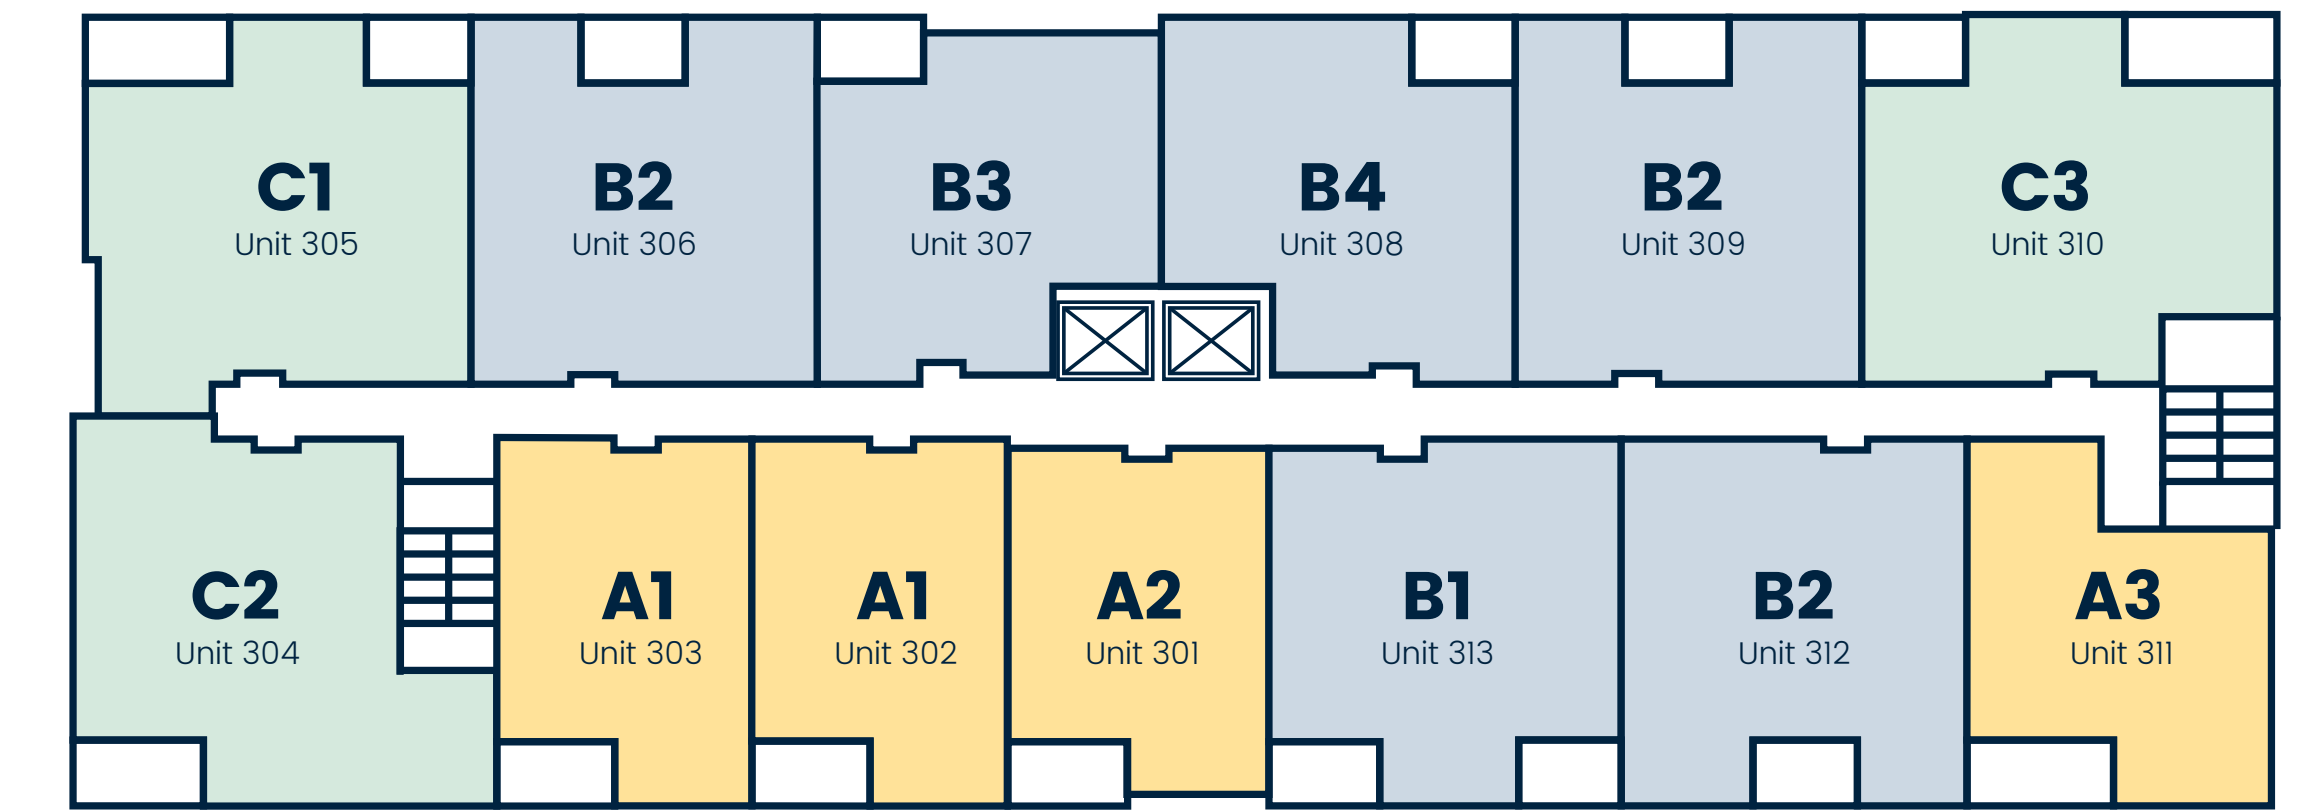 C1
Unit 305
B2
Unit 306
B3
Unit 307
B4
Unit 308
B2
Unit 309
C3
Unit 310
C2
Unit 304
A1
Unit 303
A1
Unit 302
A2
Unit 301
B1
Unit 313
B2
Unit 312
A3
Unit 311